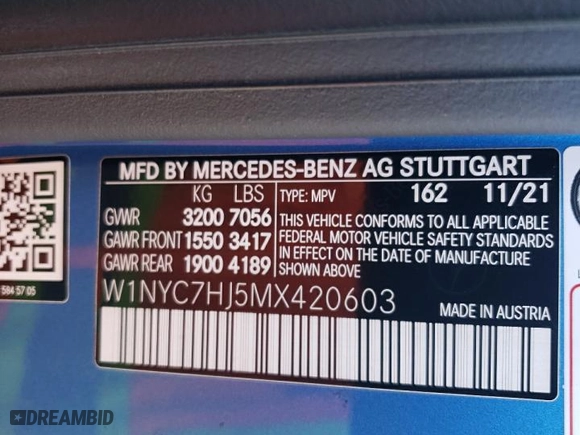 MFD BY MERCEDES-BENZ AG STUTTGART
KG LBS TYPE: MPV 162 11/21
GVWR 3200 7056 THIS VEHICLE CONFORMS TO ALL APPLICABLE
GAWR FRONT 1550 3417 FEDERAL MOTOR VEHICLE SAFETY STANDARDS
GAWR REAR 1900 4189 IN EFFECT ON THE DATE OF MANUFACTURE
SHOWN ABOVE
W1NYC7HJ5MX420603 MADE IN AUSTRIA
584 57 05
DREAMBID